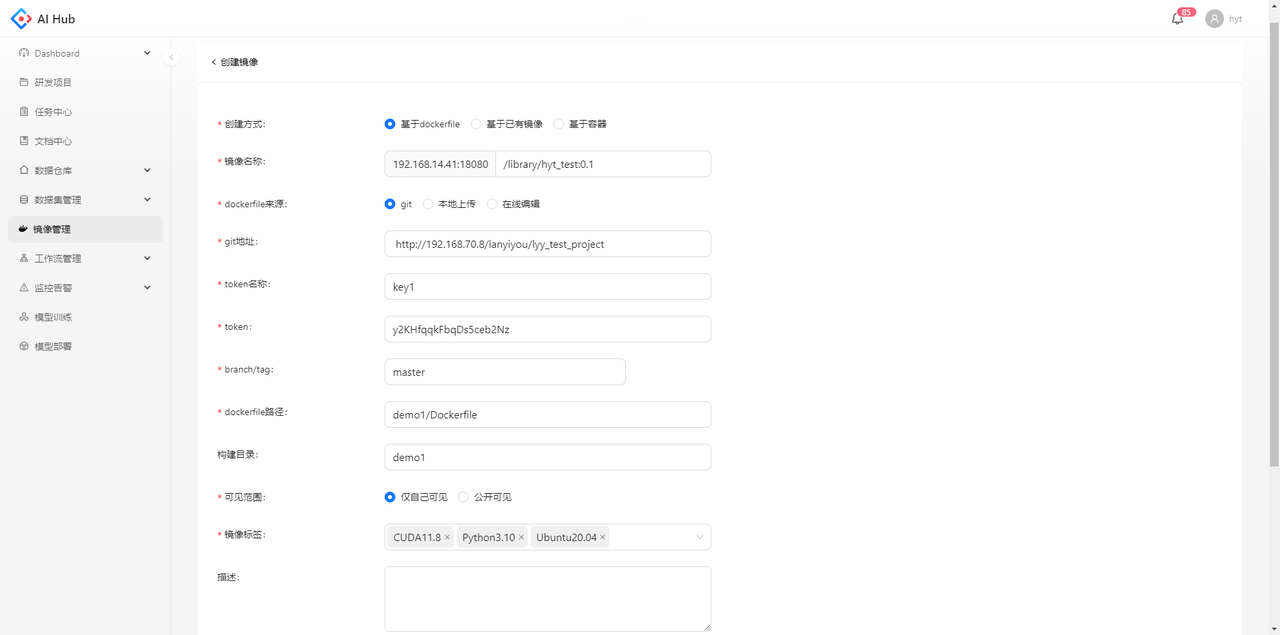 AI Hub
85
hyt
Dashboard
研发项目
任务中心
文档中心
数据仓库
数据集管理
镜像管理
工作流管理
监控告警
模型训练
模型部署
< 创建镜像
* 创建方式: 基于dockerfile 基于已有镜像 基于容器
* 镜像名称: 192.168.14.41:18080 /library/hyt_test:0.1
* dockerfile来源: git 本地上传 在线编辑
* git地址: http://192.168.70.8/lanyiyou/lyy_test_project
* token名称: key1
* token: y2KHfqqkFbqDs5ceb2Nz
* branch/tag: master
* dockerfile路径: demo1/Dockerfile
构建目录: demo1
* 可见范围: 仅自己可见 公开可见
* 镜像标签: CUDA11.8 × Python3.10 × Ubuntu20.04 ×
描述: